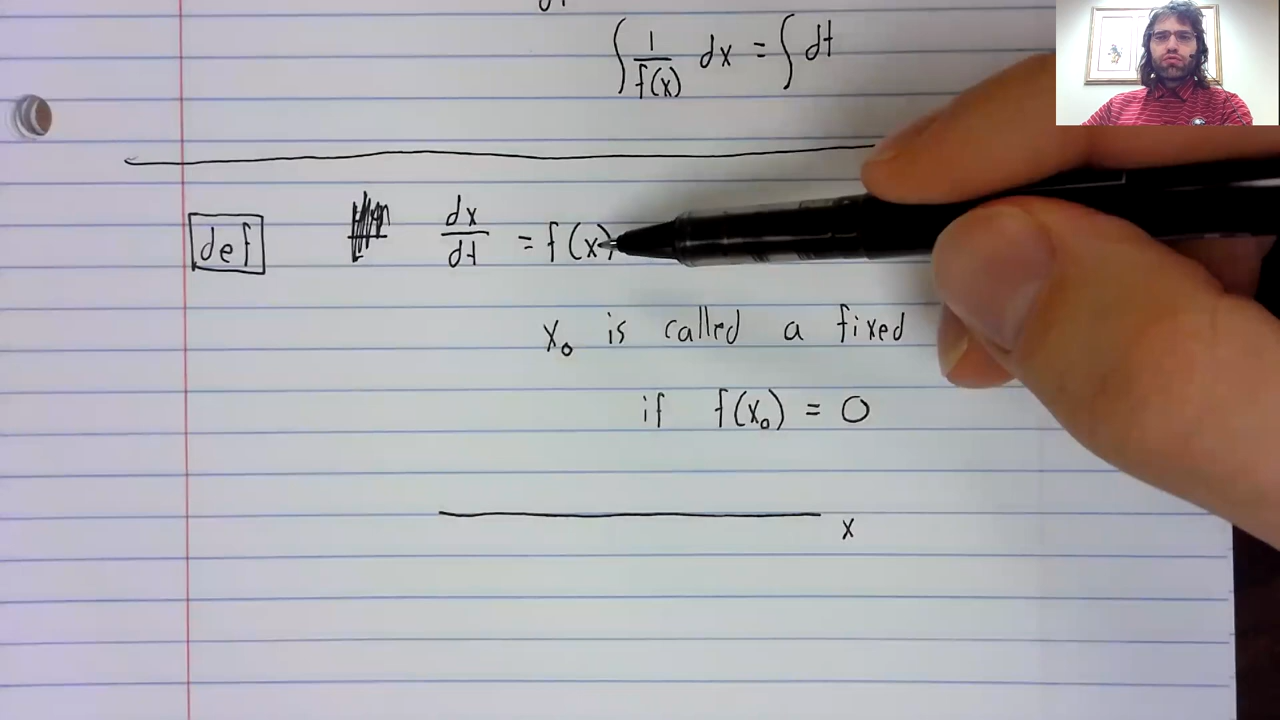 ∫ 1/f(x) dx = ∫ dt
def dx/dt = f(x)
x₀ is called a fixed
if f(x₀) = 0
x